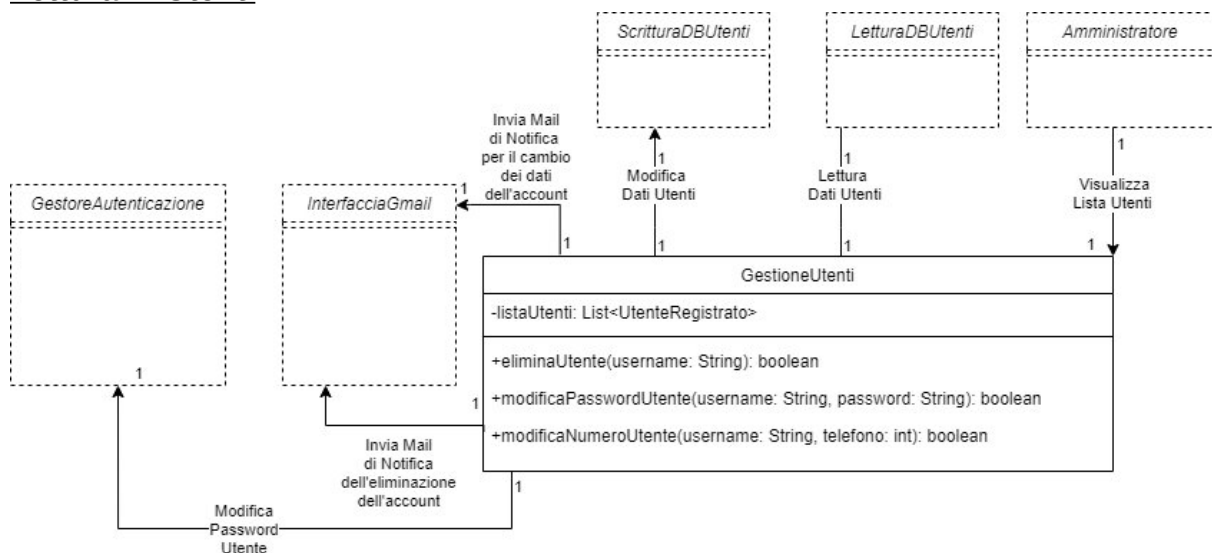 ScritturaDBUtenti
LetturaDBUtenti
Amministratore
Invia Mail
di Notifica
per il cambio
dei dati
dell'account
1
1
1
1
Modifica
Dati Utenti
Lettura
Dati Utenti
Visualizza
Lista Utenti
GestoreAutenticazione
InterfacciaGmail
1
1
1
1
GestioneUtenti
-listaUtenti: List<UtenteRegistrato>
+eliminaUtente(username: String): boolean
+modificaPasswordUtente(username: String, password: String): boolean
+modificaNumeroUtente(username: String, telefono: int): boolean
1
1
Invia Mail
di Notifica
dell'eliminazione
dell'account
1
Modifica
Password
Utente